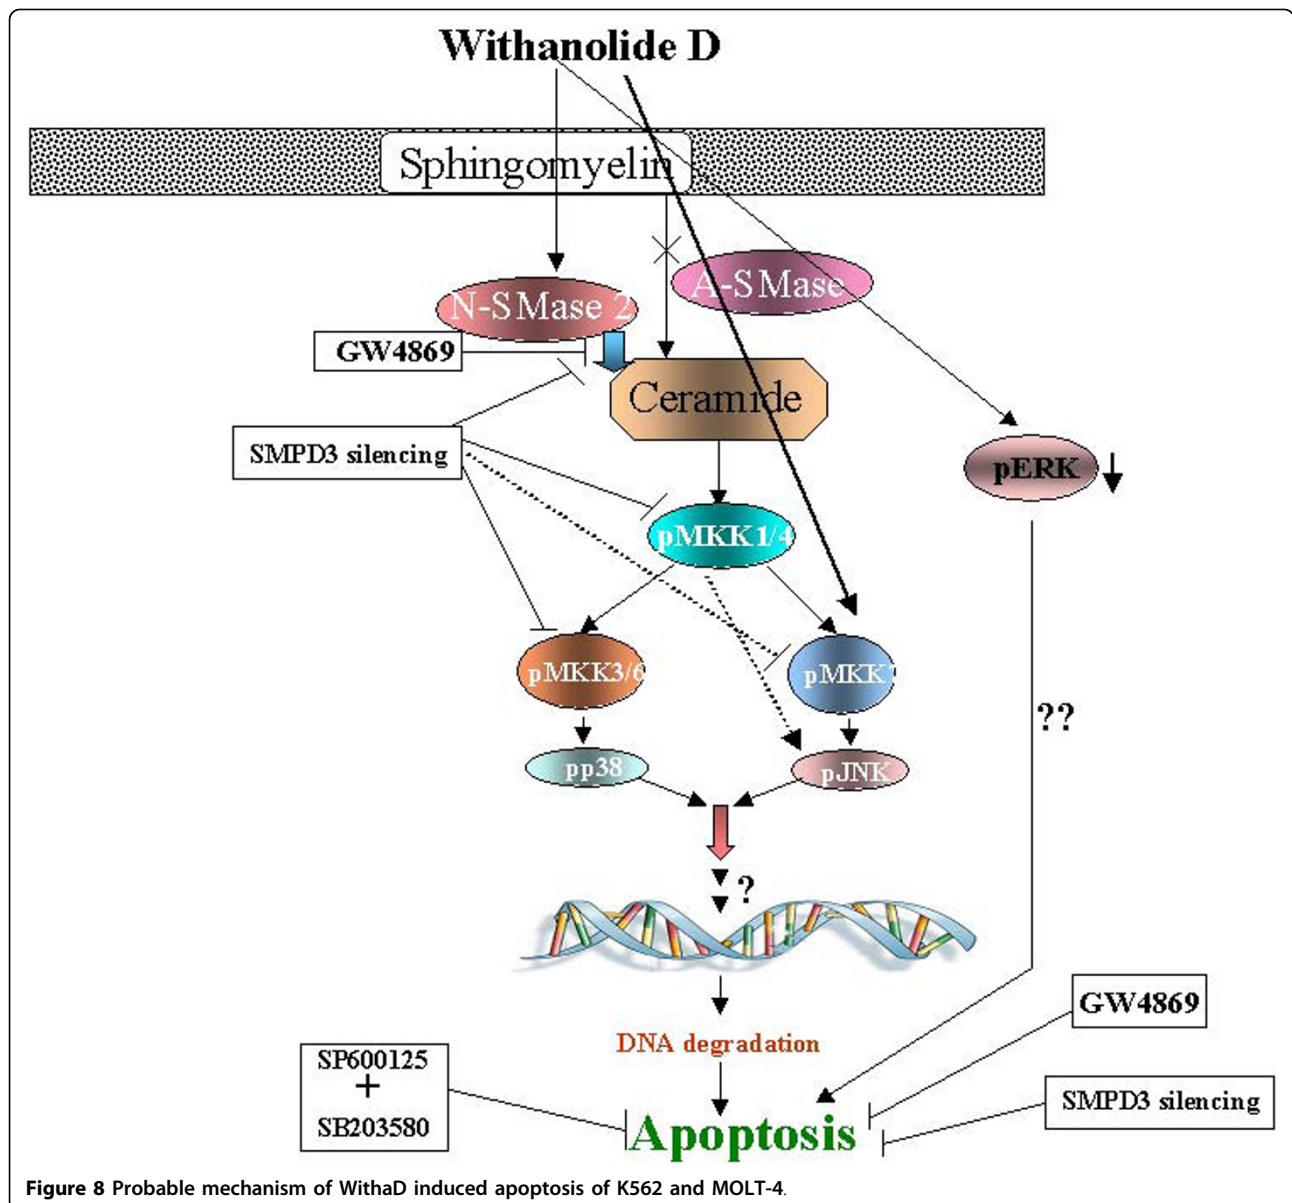 Withanolide D
Sphingomyelin
A-SMase
N-SMase 2
GW4869
Ceramide
SMPD3 silencing
pERK
pMKK1/4
pMKK3/6
pMKK7
??
pp38
pJNK
?
GW4869
DNA degradation
SP600125
+
SB203580
SMPD3 silencing
Apoptosis
Figure 8 Probable mechanism of WithaD induced apoptosis of K562 and MOLT-4.